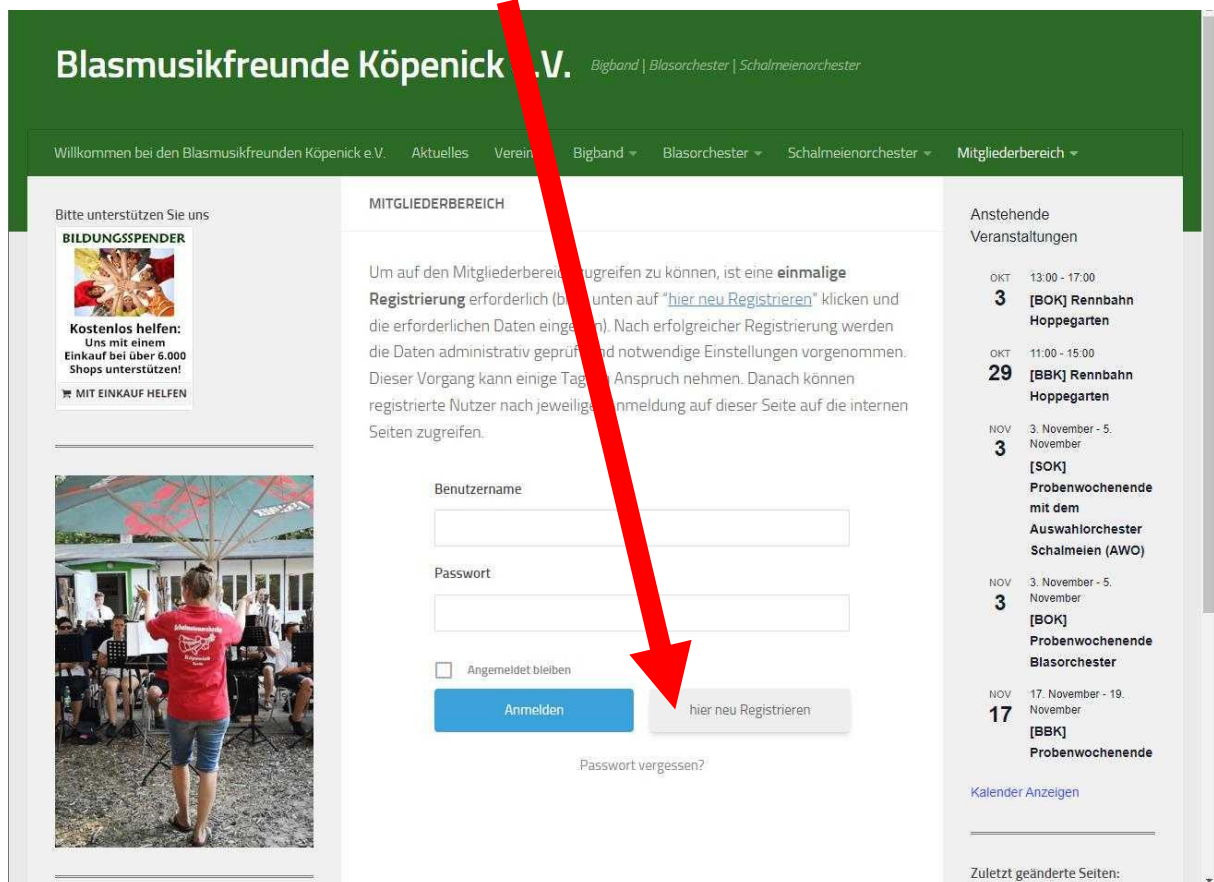 Blasmusikfreunde Köpenick .V.
Bigband | Blasorchester | Schalmeienorchester
Willkommen bei den Blasmusikfreunden Köpenick e.V. Aktuelles Verein Bigband Blasorchester Schalmeienorchester Mitgliederbereich
Bitte unterstützen Sie uns
BILDUNGSSPENDER
Kostenlos helfen:
Uns mit einem
Einkauf bei über 6.000
Shops unterstützen!
MIT EINKAUF HELFEN
MITGLIEDERBEREICH
Um auf den Mitgliederbereich zugreifen zu können, ist eine einmalige
Registrierung erforderlich (b unten auf "hier neu Registrieren" klicken und
die erforderlichen Daten einge n). Nach erfolgreicher Registrierung werden
die Daten administrativ geprüf nd notwendige Einstellungen vorgenommen.
Dieser Vorgang kann einige Tag Anspruch nehmen. Danach können
registrierte Nutzer nach jeweilige nmeldung auf dieser Seite auf die internen
Seiten zugreifen.
Benutzername
Passwort
Angemeldet bleiben
Anmelden
hier neu Registrieren
Passwort vergessen?
Anstehende
Veranstaltungen
OKT 13:00 - 17:00
3 [BOK] Rennbahn
Hoppegarten
OKT 11:00 - 15:00
29 [BBK] Rennbahn
Hoppegarten
NOV 3. November - 5.
3 November
[SOK]
Probenwochenende
mit dem
Auswahlorchester
Schalmeien (AWO)
NOV 3. November - 5.
3 November
[BOK]
Probenwochenende
Blasorchester
NOV 17. November - 19.
17 November
[BBK]
Probenwochenende
Kalender Anzeigen
Zuletzt geänderte Seiten: